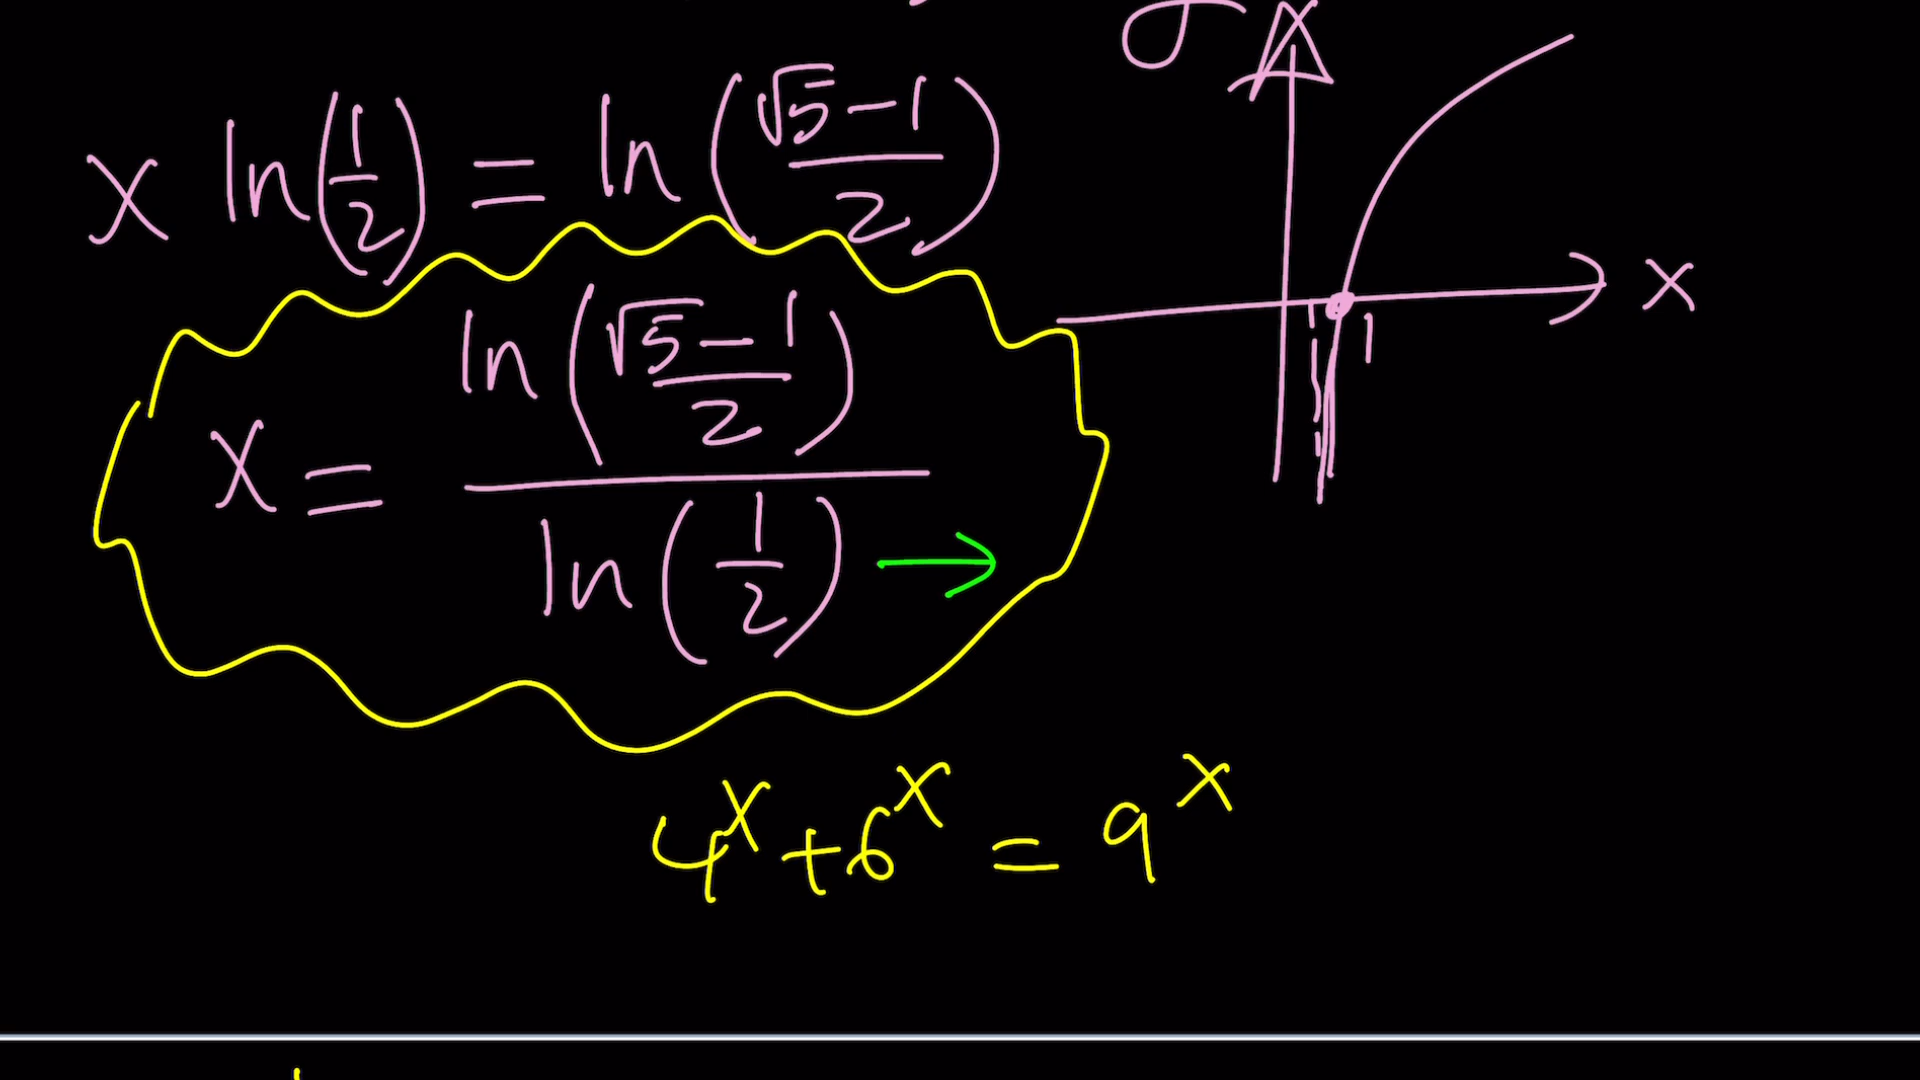 x ln(1/2) = ln((√5-1)/2)
x = ln((√5-1)/2) / ln(1/2) →
x
1
4^x + 6^x = 9^x